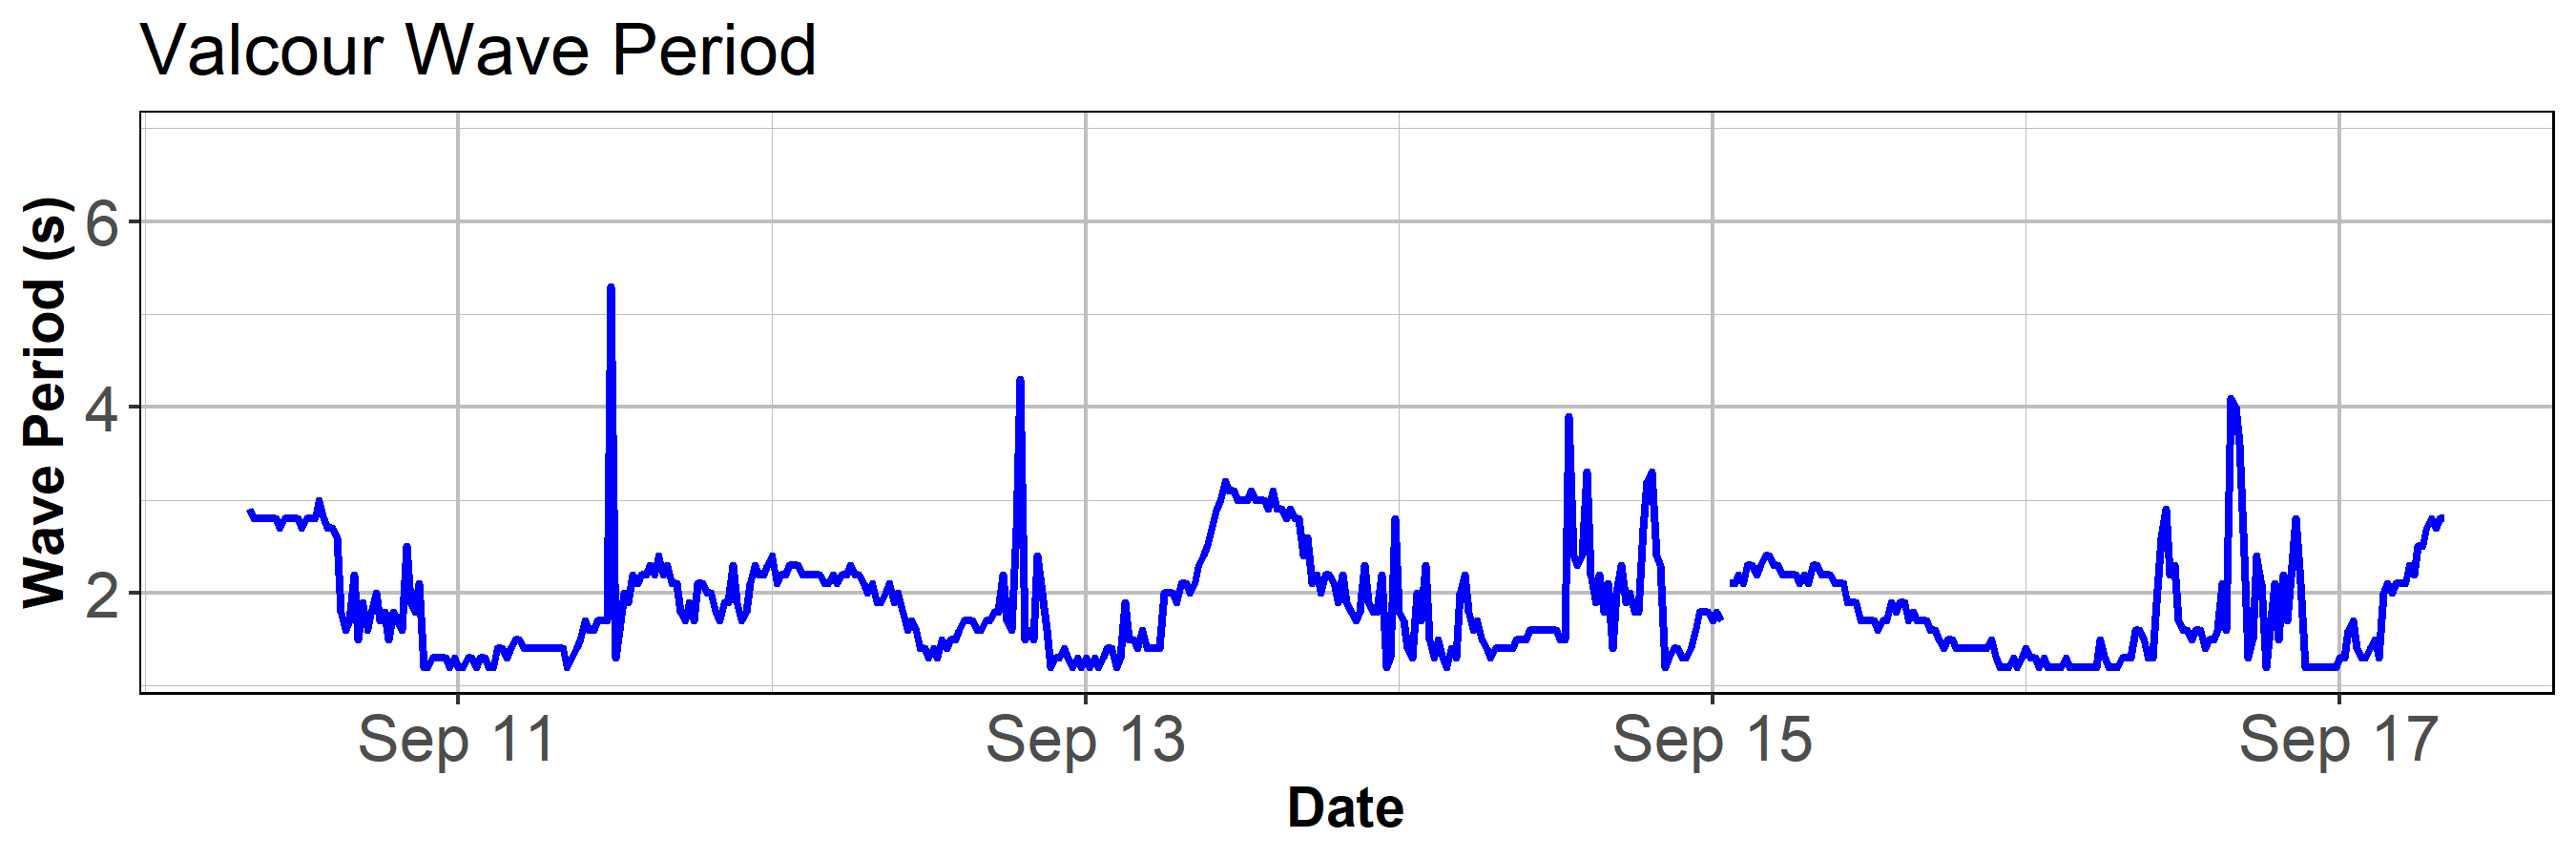 Valcour Wave Period
Wave Period (s)
6
4
2
Sep 11 Sep 13 Sep 15 Sep 17
Date